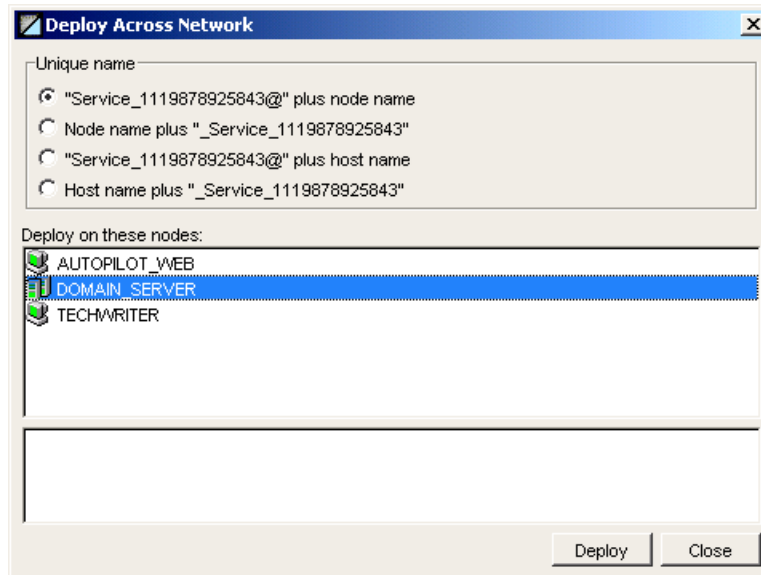 Deploy Across Network
Unique name
"Service_1119878925843@" plus node name
Node name plus "_Service_1119878925843"
"Service_1119878925843@" plus host name
Host name plus "_Service_1119878925843"
Deploy on these nodes:
AUTOPILOT_WEB
DOMAIN_SERVER
TECHWRITER
Deploy Close